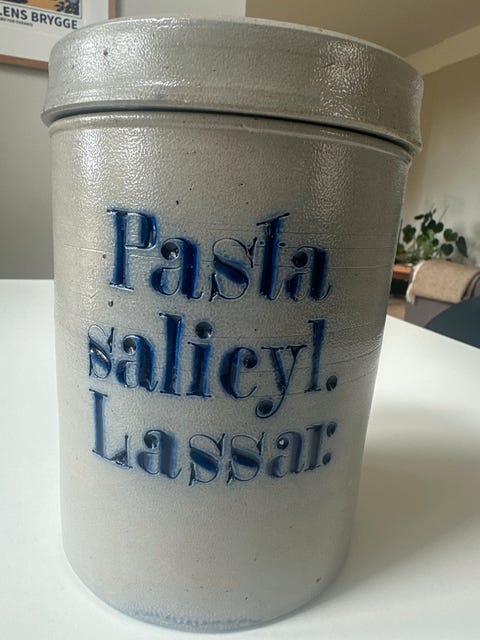 LENS BRYGGE
Pasta
salicyl.
Lassar.